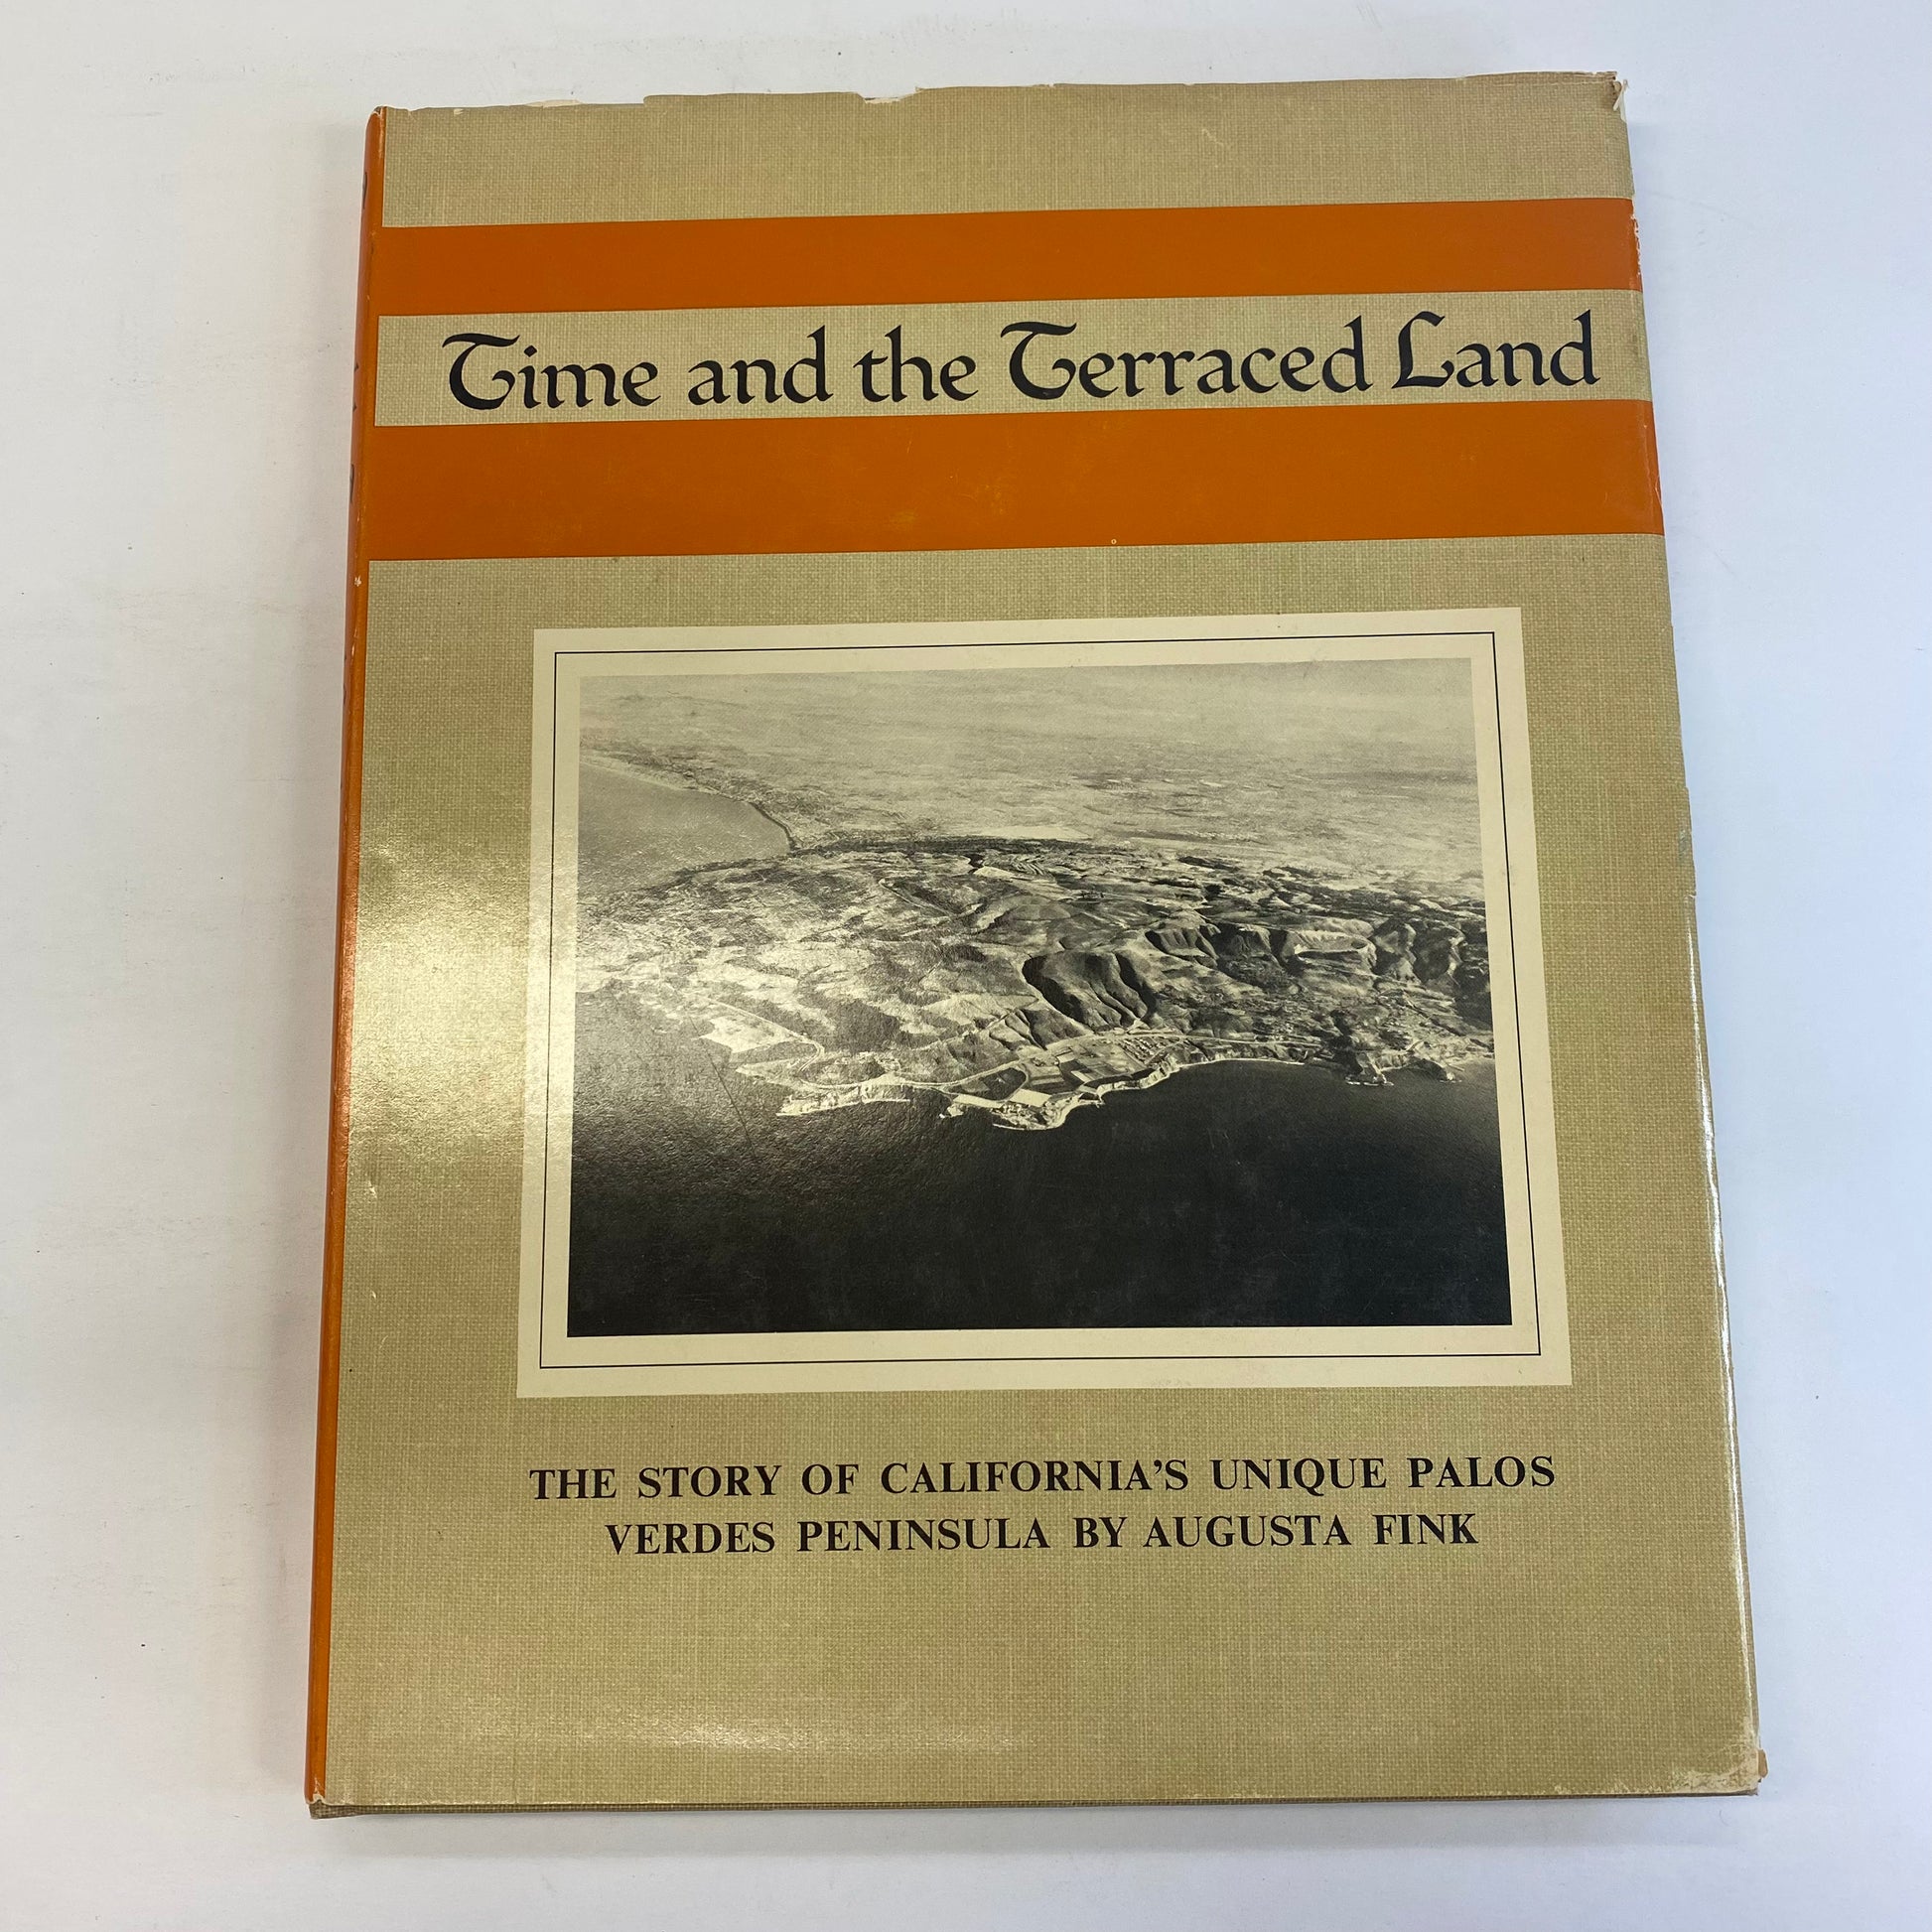 Time and the Terraced Land
THE STORY OF CALIFORNIA'S UNIQUE PALOS
VERDES PENINSULA BY AUGUSTA FINK